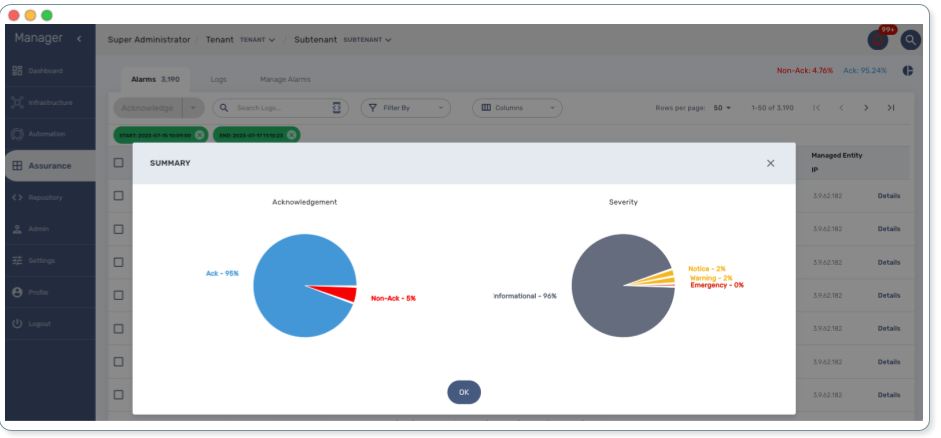 Manager <
Super Administrator / Tenant TENANT / Subtenant SUBTENANT
99+
Dashboard
Infrastructure
Automation
Assurance
Repository
Admin
Settings
Profile
Logout
Alarms 3,190
Logs
Manage Alarms
Non-Ack: 4.76% Ack: 95.24%
Acknowledge
Search Logs...
Filter By
Columns
Rows per page: 50
1-50 of 3,190
START: 2023-07-15 10:09:50
END: 2023-07-17 11:15:28
Managed Entity
IP
SUMMARY
Acknowledgement
Ack - 95%
Non-Ack - 5%
Severity
Informational - 96%
Notice - 2%
Warning - 2%
Emergency - 0%
OK
3.9.62.182 Details
3.9.62.182 Details
3.9.62.182 Details
3.9.62.182 Details
3.9.62.182 Details
3.9.62.182 Details
3.9.62.182 Details